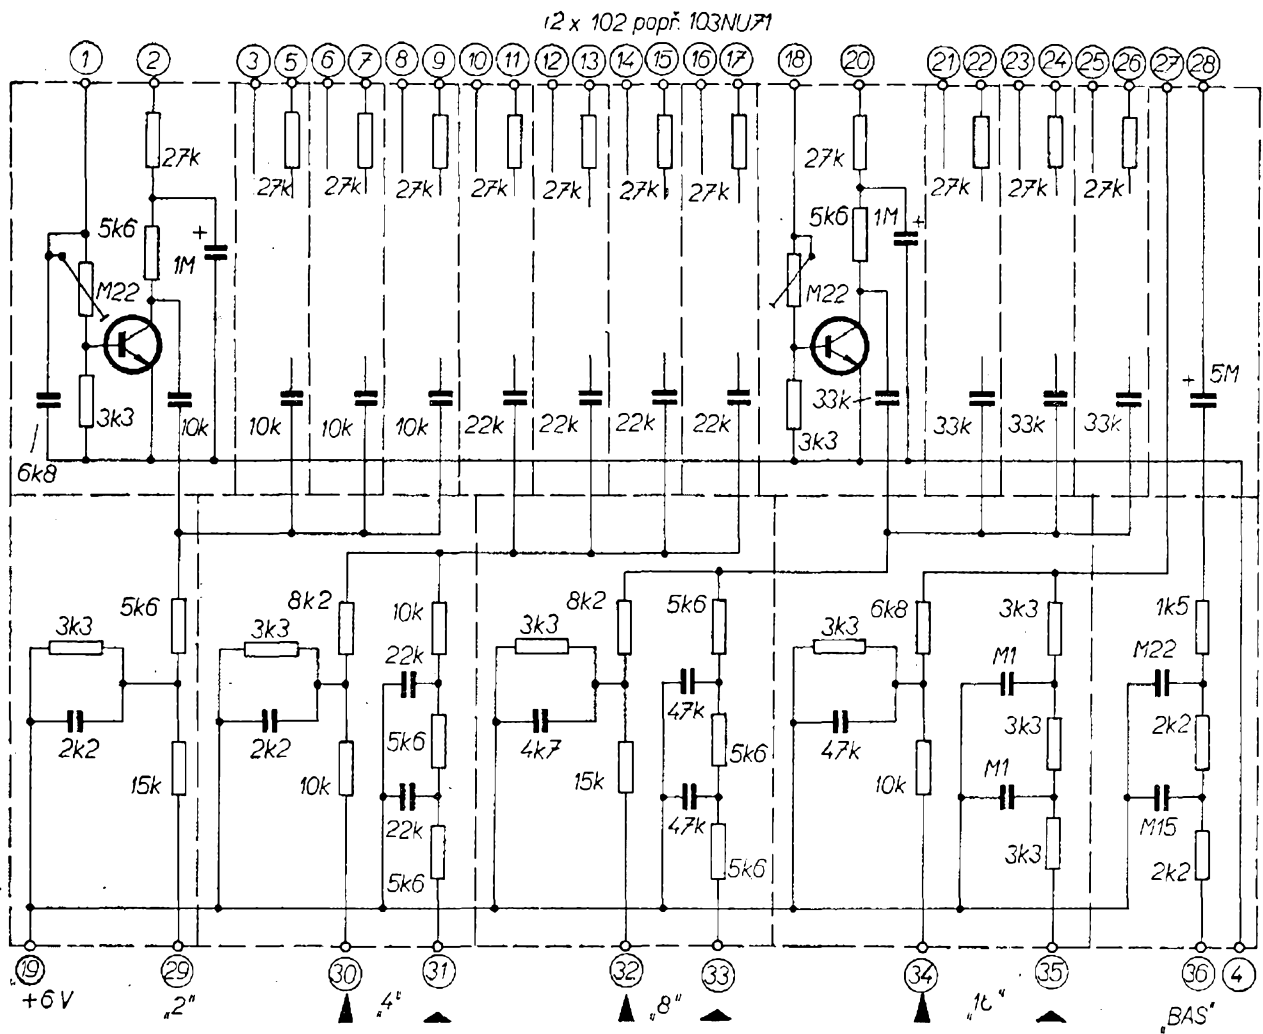 12 x 102 popř. 103NU71
1 2 3 5 6 7 8 9 10 11 12 13 14 15 16 17 18 20 21 22 23 24 25 26 27 28
27k 27k 27k 27k 27k 27k 27k 27k 27k 27k 27k 27k
5k6 + 1M 5k6 1M +
M22 M22
+ 5M
3k3 10k 10k 10k 10k 22k 22k 22k 22k 33k 3k3 33k 33k 33k
6k8
5k6 8k2 10k 8k2 5k6 6k8 3k3 1k5
3k3 3k3 22k 3k3 3k3 M1 M22
47k
2k2 2k2 5k6 4k7 5k6 47k 3k3 2k2
15k 10k 15k 10k M1
22k 47k M15
5k6 5k6 3k3 2k2
19 29 30 31 32 33 34 35 36 4
+6V „2" „4" „8" „16" „BAS"